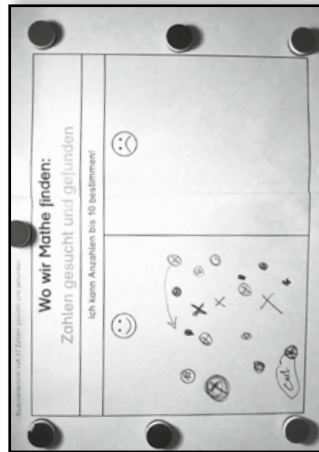 Wo wir Mathe finden:
Zahlen gesucht und gefunden
Ich kann Anzahlen bis 10 bestimmen!